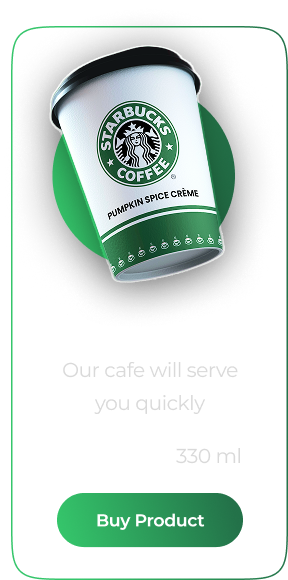 STARBUCKS
COFFEE
®
PUMPKIN SPICE CRÈME
Our cafe will serve
you quickly
330 ml
Buy Product